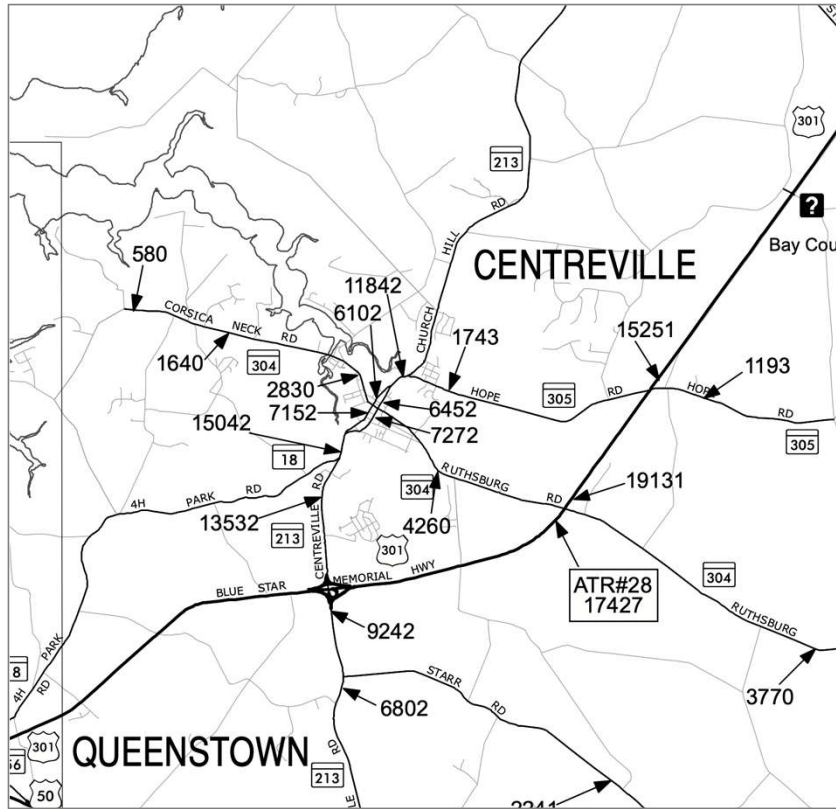 301
213
HILL RD
Bay Cou
CENTREVILLE
580
11842
CHURCH
CORSICA NECK RD
6102
1743
15251
1640
304
2830
HOPE RD
1193
HOP RD
7152
6452
305
15042
7272
305
18
RUTHSBURG RD
19131
4H PARK RD
304
13532
4260
213
CENTREVILLE RD
301
BLUE STAR MEMORIAL HWY
ATR#28
17427
304
RUTHSBURG
9242
8
4H PARK RD
STARR RD
3770
6802
QUEENSTOWN
301
RD
213
50